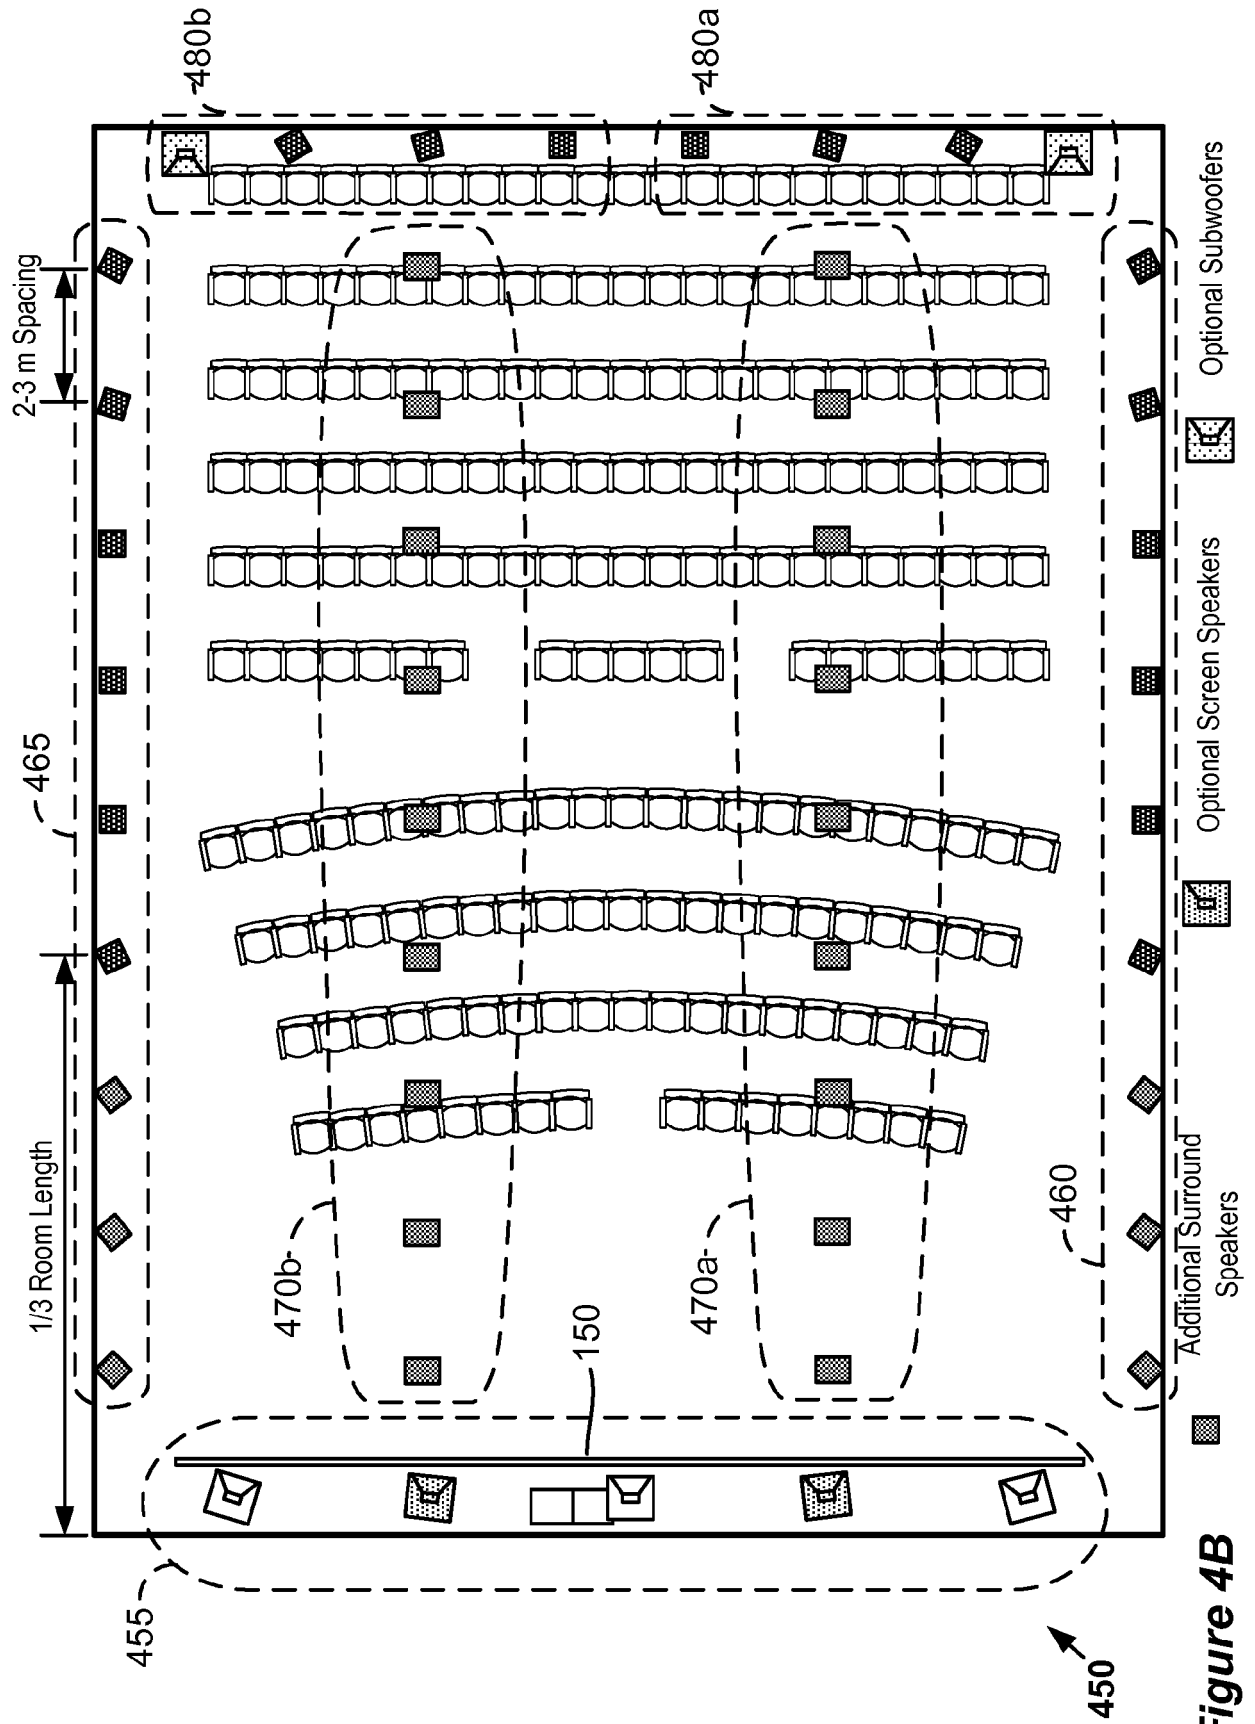 480b
480a
2-3 m Spacing
465
1/3 Room Length
470b
470a
150
460
455
450
Additional Surround
Speakers
Optional Screen Speakers
Optional Subwoofers
Figure 4B